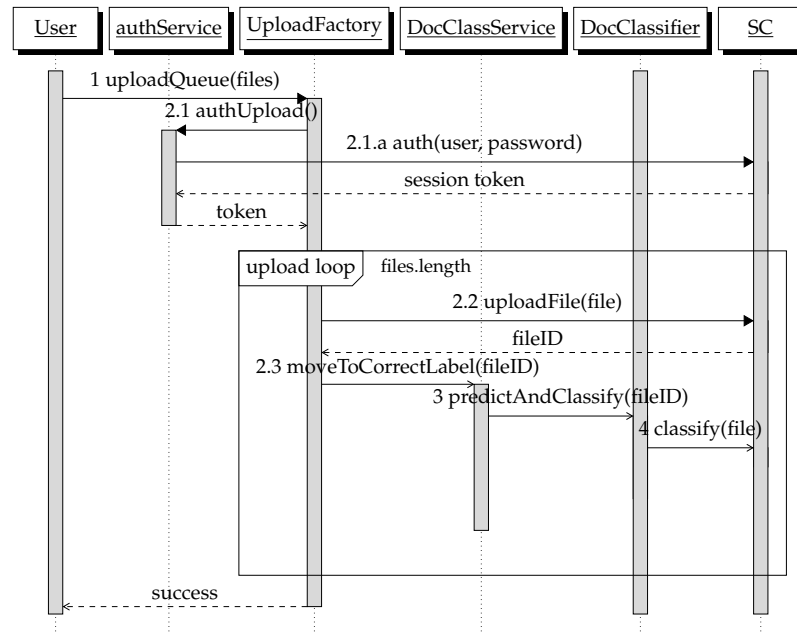 User authService UploadFactory DocClassService DocClassifier SC
1 uploadQueue(files)
2.1 authUpload()
2.1.a auth(user, password)
session token
token
upload loop files.length
2.2 uploadFile(file)
fileID
2.3 moveToCorrectLabel(fileID)
3 predictAndClassify(fileID)
4 classify(file)
success